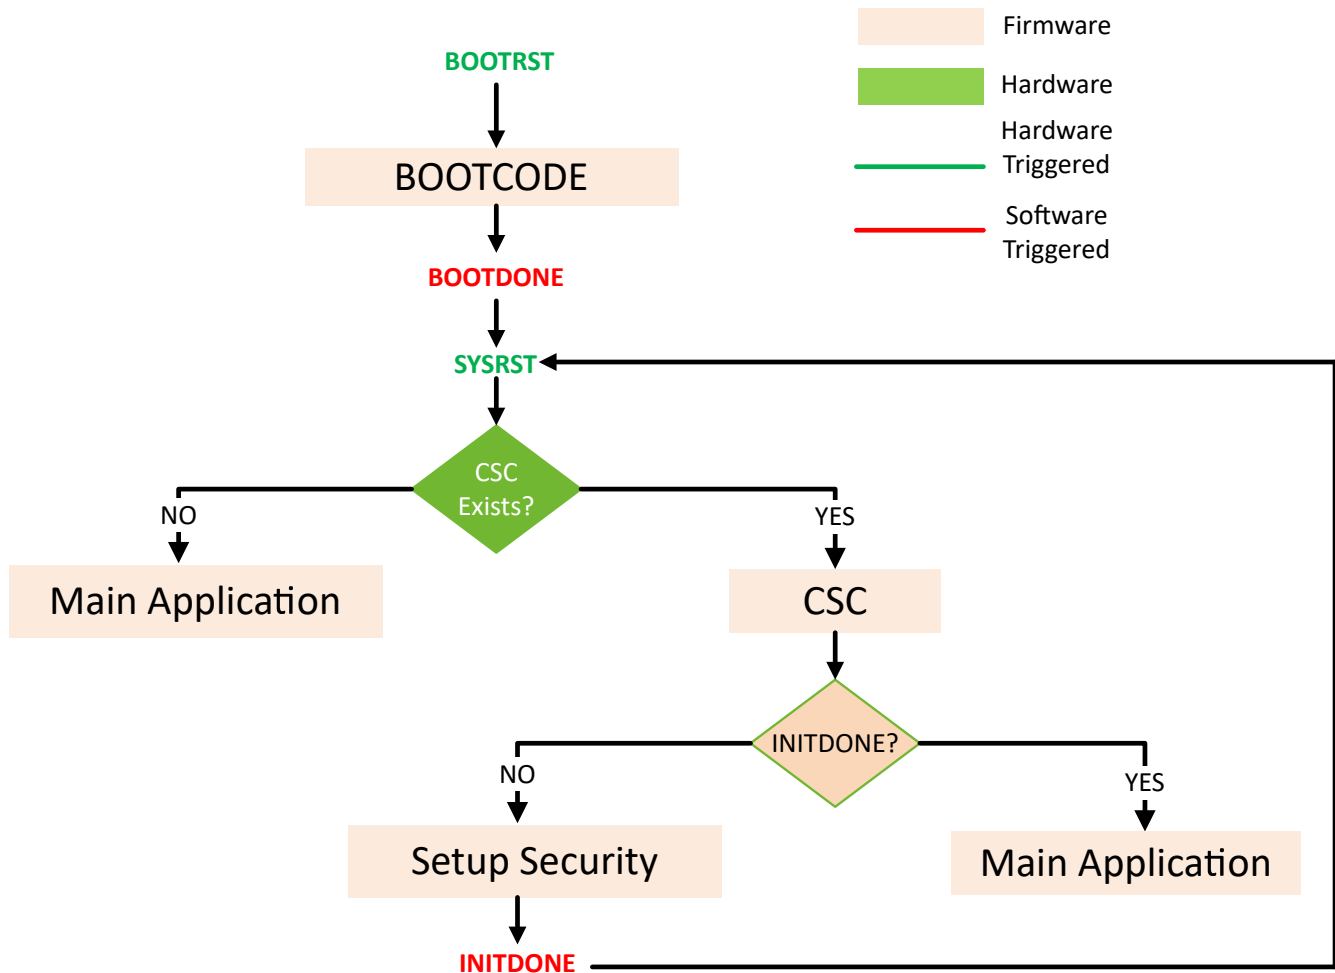 Firmware
BOOTRST
Hardware
Hardware
Triggered
BOOTCODE
Software
Triggered
BOOTDONE
SYSRST
CSC
Exists?
NO
YES
Main Application
CSC
INITDONE?
NO
YES
Setup Security
Main Application
INITDONE